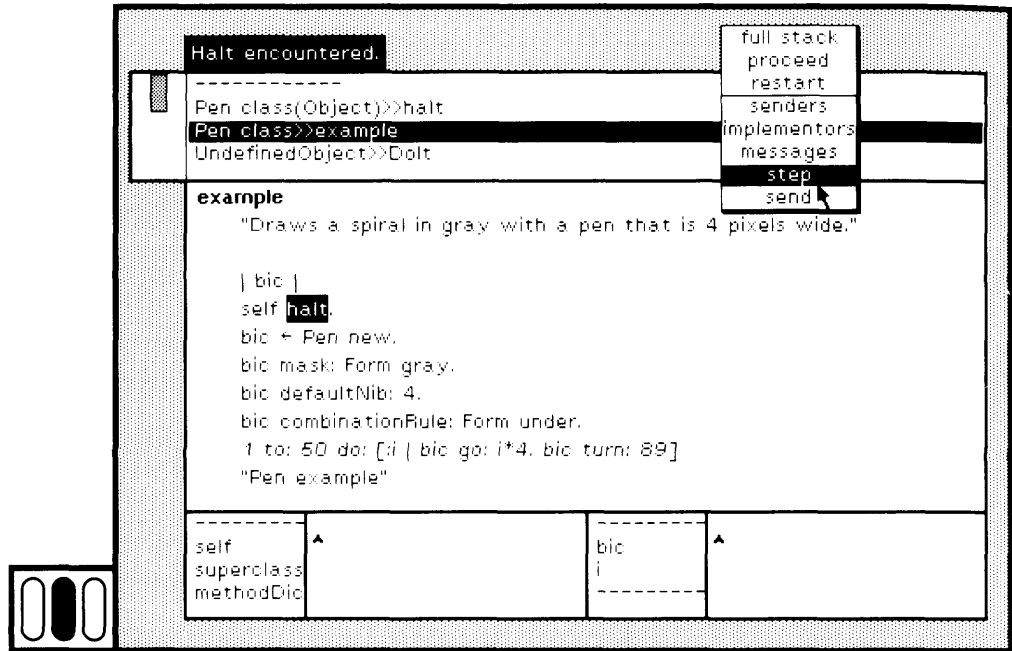 Halt encountered.
full stack
proceed
restart
senders
implementors
messages
step
send
-------------
Pen class(Object)>>halt
Pen class>>example
UndefinedObject>>DoIt
example
"Draws a spiral in gray with a pen that is 4 pixels wide."
| bic |
self halt.
bic ← Pen new.
bic mask: Form gray.
bic defaultNib: 4.
bic combinationRule: Form under.
1 to: 50 do: [:i | bic go: i*4. bic turn: 89]
"Pen example"
----------
self
superclass
methodDic
----------
bic
i
----------